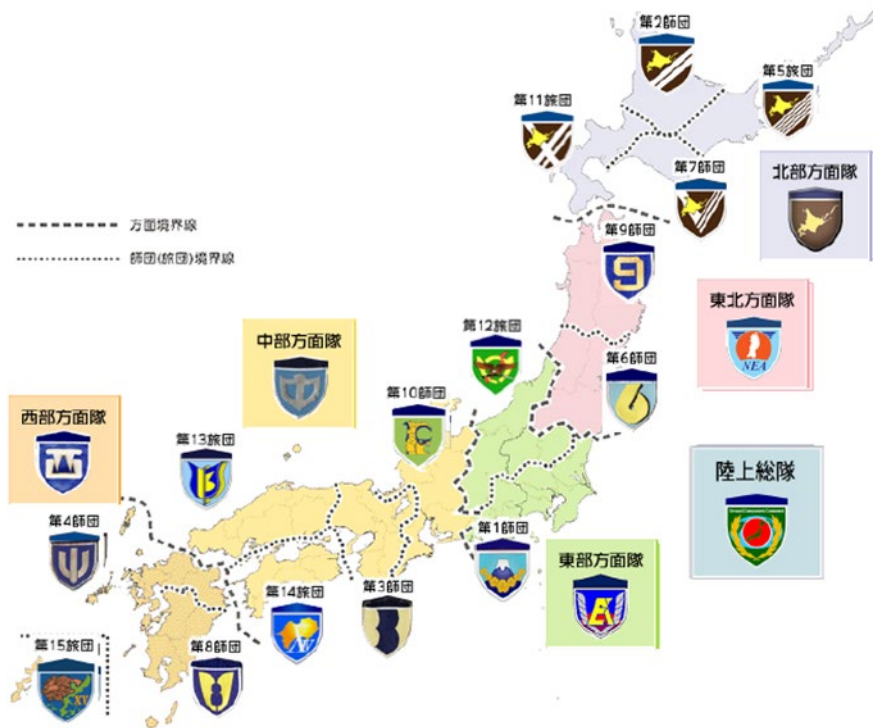 第2師団
第5旅団
第11旅団
第7師団
北部方面隊
方面境界線
師団(旅団)境界線
第9師団
9
東北方面隊
NEA
第12旅団
中部方面隊
第10師団
第6師団
6
西部方面隊
第13旅団
陸上総隊
第4師団
第1師団
東部方面隊
第14旅団
第3師団
第15旅団
XV
第8師団